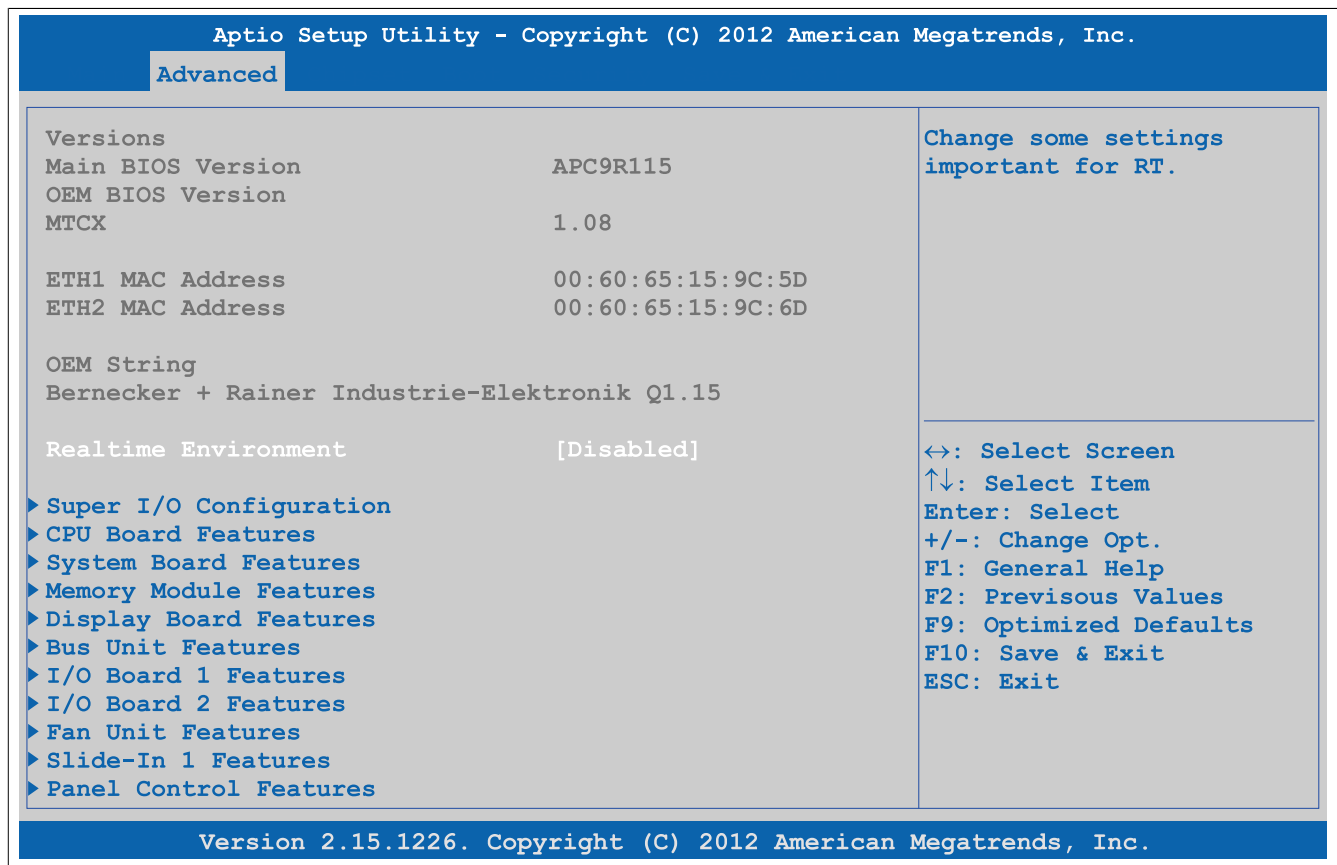 Aptio Setup Utility - Copyright (C) 2012 American Megatrends, Inc.
Advanced
Versions
Main BIOS Version APC9R115
OEM BIOS Version
MTCX 1.08
ETH1 MAC Address 00:60:65:15:9C:5D
ETH2 MAC Address 00:60:65:15:9C:6D
OEM String
Bernecker + Rainer Industrie-Elektronik Q1.15
Realtime Environment [Disabled]
Super I/O Configuration
CPU Board Features
System Board Features
Memory Module Features
Display Board Features
Bus Unit Features
I/O Board 1 Features
I/O Board 2 Features
Fan Unit Features
Slide-In 1 Features
Panel Control Features
Change some settings
important for RT.
↔: Select Screen
↑↓: Select Item
Enter: Select
+/-: Change Opt.
F1: General Help
F2: Previsous Values
F9: Optimized Defaults
F10: Save & Exit
ESC: Exit
Version 2.15.1226. Copyright (C) 2012 American Megatrends, Inc.